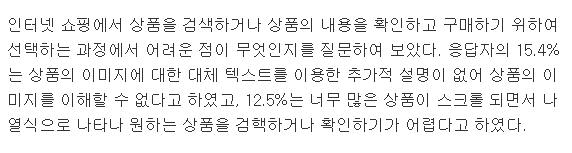 인터넷 쇼핑에서 상품을 검색하거나 상품의 내용을 확인하고 구매하기 위하여
선택하는 과정에서 어려운 점이 무엇인지를 질문하여 보았다. 응답자의 15.4%
는 상품의 이미지에 대한 대체 텍스트를 이용한 추가적 설명이 없어 상품의 이
미지를 이해할 수 없다고 하였고, 12.5%는 너무 많은 상품이 스크롤 되면서 나
열식으로 나타나 원하는 상품을 검핵하거나 확인하기가 어렵다고 하였다.